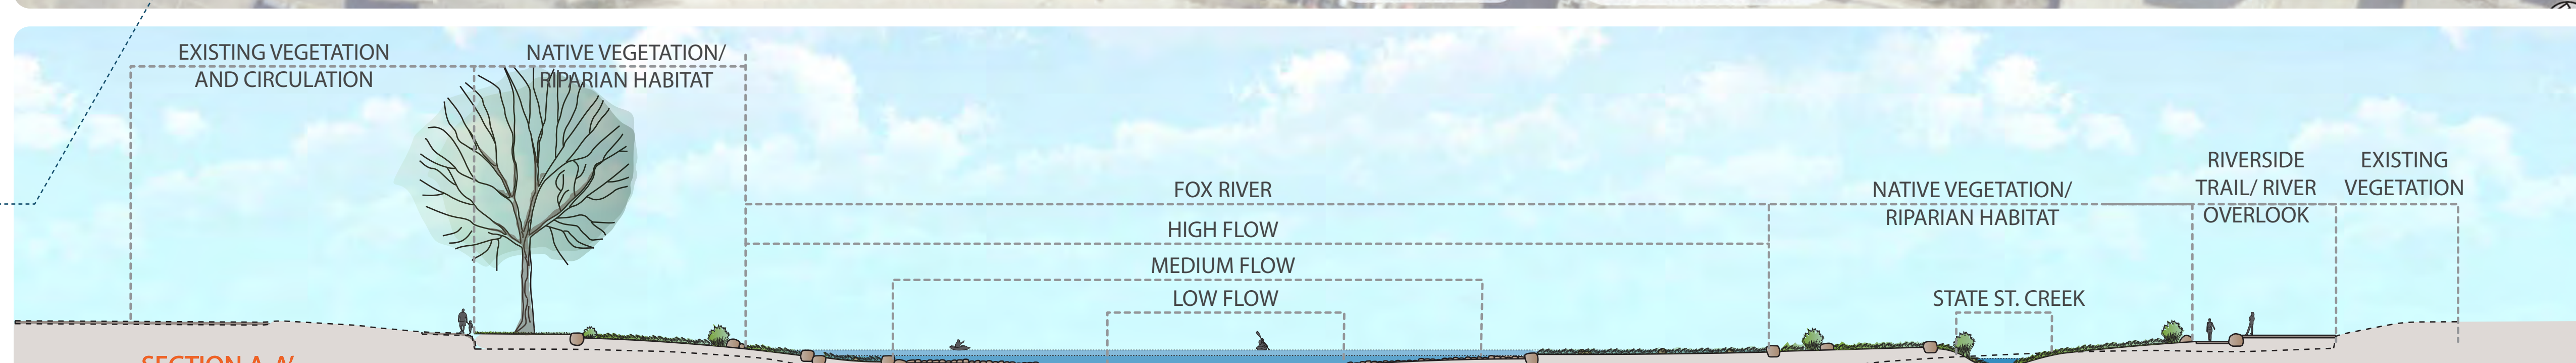 EXISTING VEGETATION
AND CIRCULATION
NATIVE VEGETATION/
RIPARIAN HABITAT
FOX RIVER
HIGH FLOW
MEDIUM FLOW
LOW FLOW
NATIVE VEGETATION/
RIPARIAN HABITAT
STATE ST. CREEK
RIVERSIDE
TRAIL/ RIVER
OVERLOOK
EXISTING
VEGETATION
SECTION A-A'